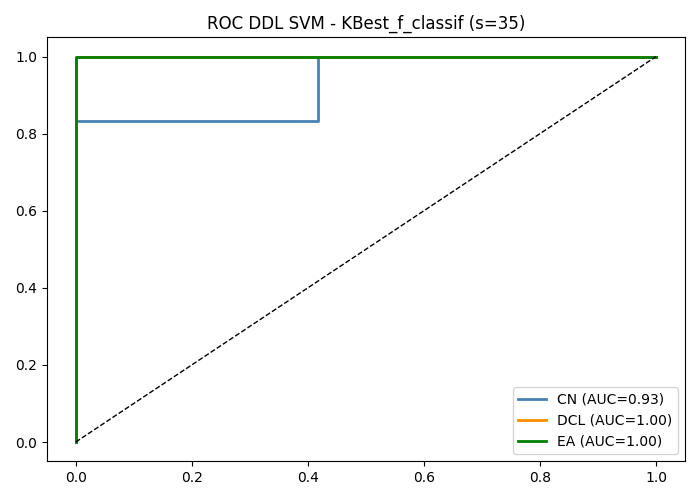 ROC DDL SVM - KBest_f_classif (s=35)
1.0
0.8
0.6
0.4
0.2
0.0
0.0 0.2 0.4 0.6 0.8 1.0
CN (AUC=0.93)
DCL (AUC=1.00)
EA (AUC=1.00)